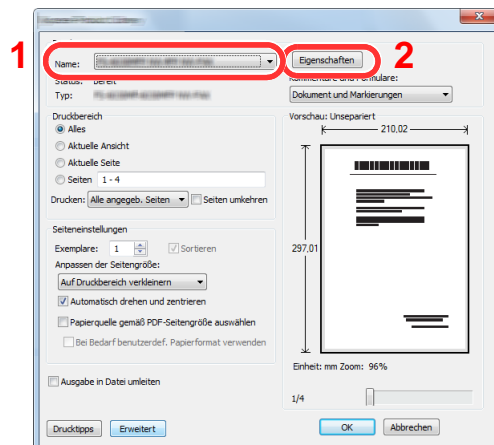 1
2
Name:
Eigenschaften
Status:
Bereit
Kommentare und Formulare:
Typ:
Dokument und Markierungen
Druckbereich
Alles
Aktuelle Ansicht
Aktuelle Seite
Seiten 1 - 4
Drucken: Alle angegeb. Seiten Seiten umkehren
Seiteneinstellungen
Exemplare: 1 Sortieren
Anpassen der Seitengröße:
Auf Druckbereich verkleinern
Automatisch drehen und zentrieren
Papierquelle gemäß PDF-Seitengröße auswählen
Bei Bedarf benutzerdef. Papierformat verwenden
Ausgabe in Datei umleiten
Drucktipps
Erweitert
Vorschau: Unsepariert
210,02
297,01
Einheit: mm Zoom: 96%
1/4
OK
Abbrechen